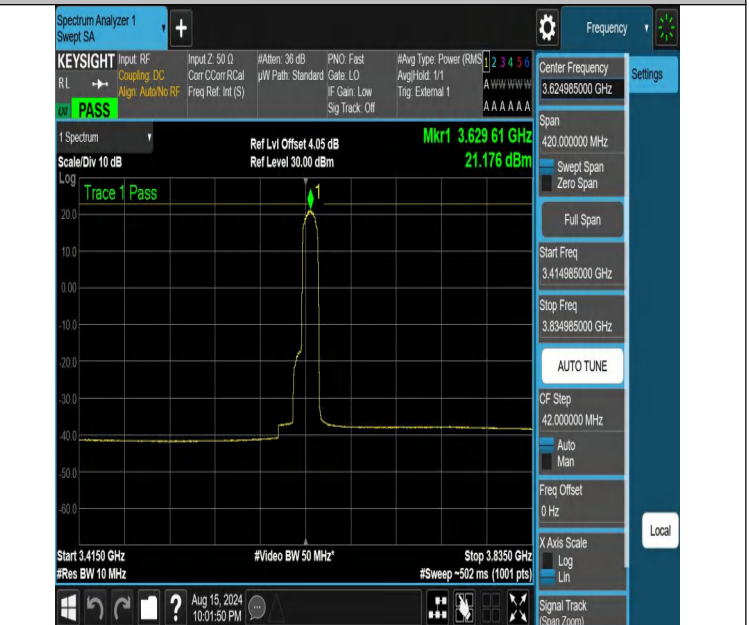 Spectrum Analyzer 1
Swept SA
+
Frequency
KEYSIGHT
RL
PASS
Input: RF
Coupling: DC
Align: Auto/No RF
Input Z: 50 Ω
Corr CCorr RCal
Freq Ref: Int (S)
#Atten: 36 dB
µW Path: Standard
PNO: Fast
Gate: LO
IF Gain: Low
Sig Track: Off
#Avg Type: Power (RMS
Avg|Hold: 1/1
Trig: External 1
1 2 3 4 5 6
A W W W W W
A A A A A A
1 Spectrum
Scale/Div 10 dB
Ref Lvl Offset 4.05 dB
Ref Level 30.00 dBm
Mkr1 3.629 61 GHz
21.176 dBm
Log
Trace 1 Pass
1
20.0
10.0
0.00
-10.0
-20.0
-30.0
-40.0
-50.0
-60.0
Start 3.4150 GHz
#Res BW 10 MHz
#Video BW 50 MHz*
Stop 3.8350 GHz
#Sweep ~502 ms (1001 pts)
Center Frequency
3.624985000 GHz
Settings
Span
420.000000 MHz
Swept Span
Zero Span
Full Span
Start Freq
3.414985000 GHz
Stop Freq
3.834985000 GHz
AUTO TUNE
CF Step
42.000000 MHz
Auto
Man
Freq Offset
0 Hz
X Axis Scale
Log
Lin
Local
Signal Track
(Span Zoom)
?
Aug 15, 2024
10:01:50 PM